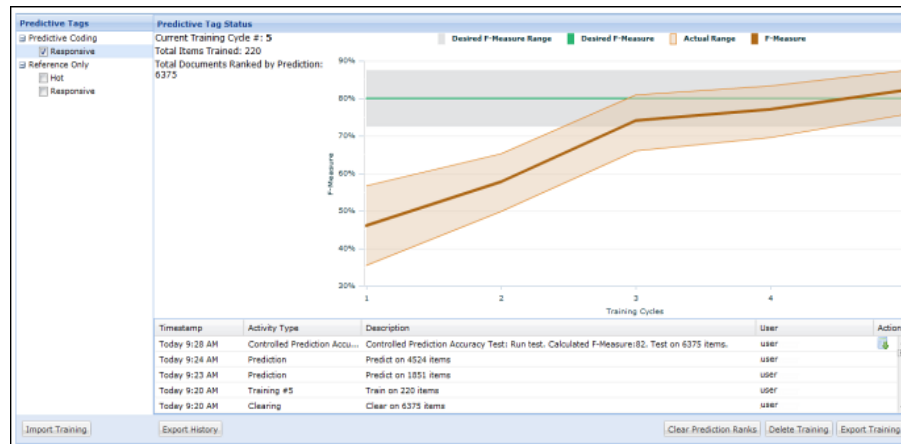 Predictive Tags
Predictive Coding
Responsive
Reference Only
Hot
Responsive
Predictive Tag Status
Current Training Cycle #: 5
Total Items Trained: 220
Total Documents Ranked by Prediction:
6375
Desired F-Measure Range Desired F-Measure Actual Range F-Measure
90%
80%
70%
60%
50%
40%
30%
F-Measure
1 2 3 4
Training Cycles
Timestamp Activity Type Description User Action
Today 9:28 AM Controlled Prediction Accu... Controlled Prediction Accuracy Test: Run test. Calculated F-Measure:82. Test on 6375 items. user
Today 9:24 AM Prediction Predict on 4524 items user
Today 9:23 AM Prediction Predict on 1851 items user
Today 9:20 AM Training #5 Train on 220 items user
Today 9:20 AM Clearing Clear on 6375 items user
Import Training Export History Clear Prediction Ranks Delete Training Export Training